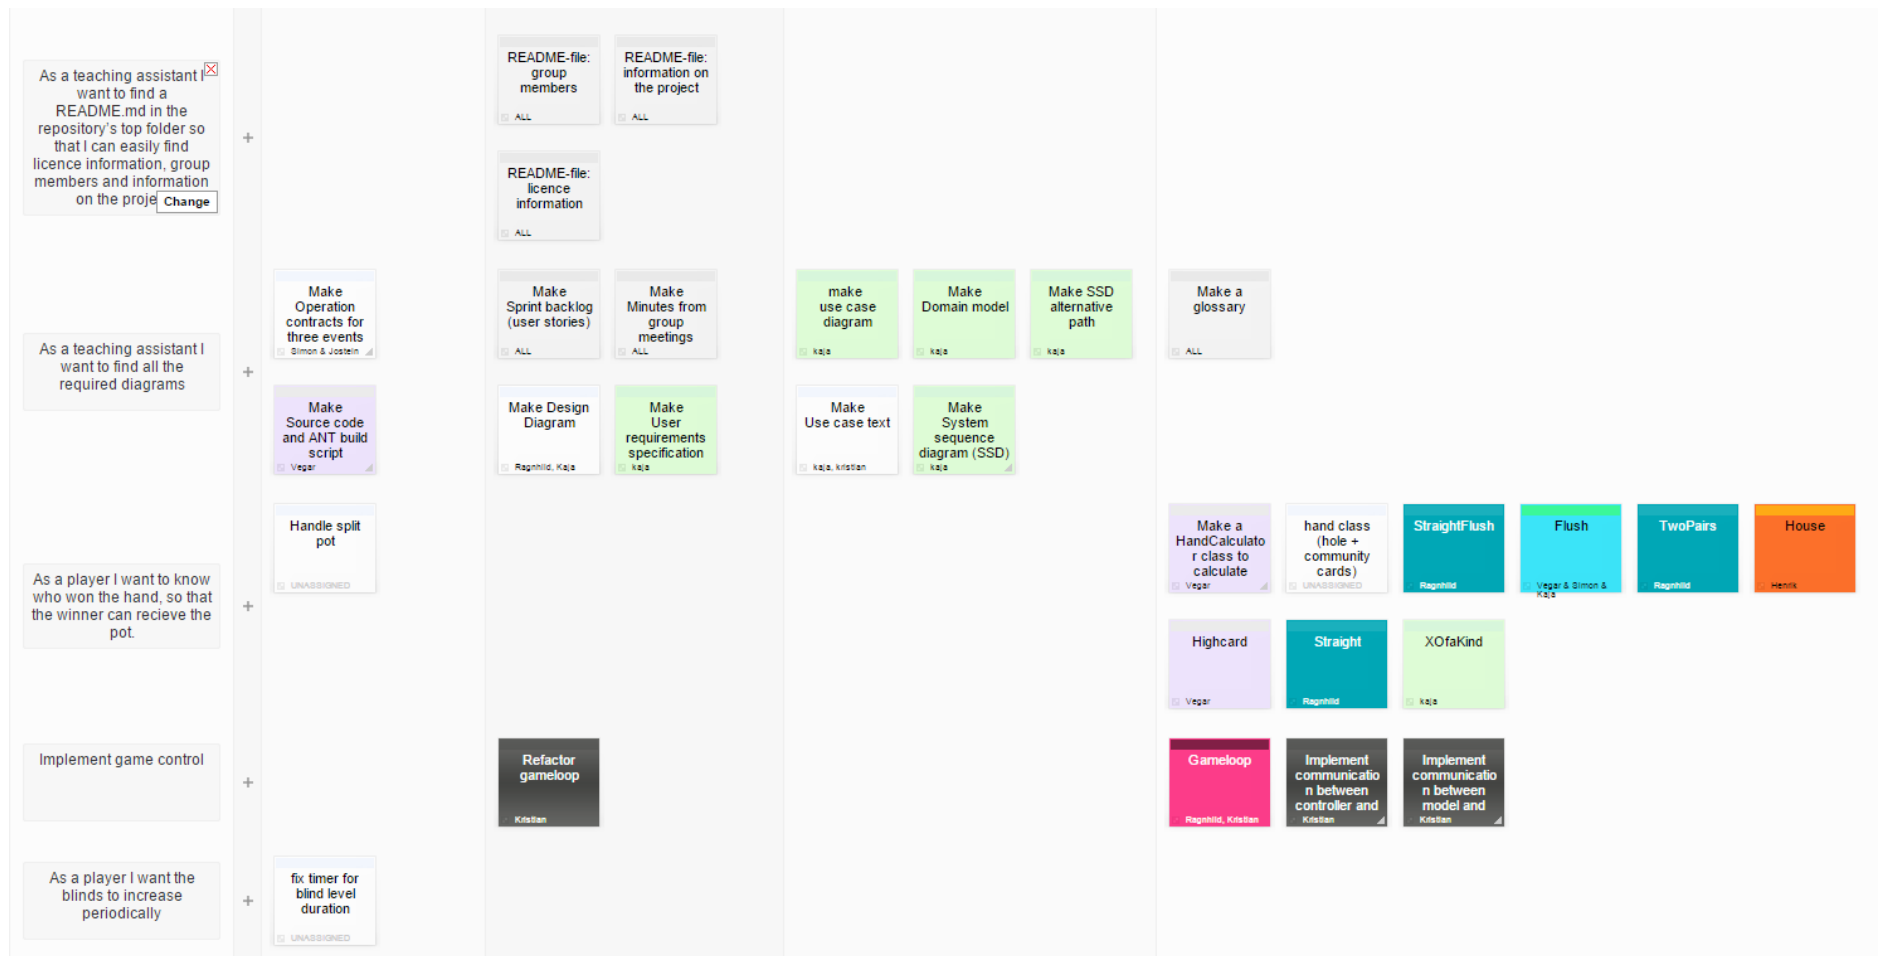 As a teaching assistant I
want to find a
README.md in the
repository's top folder so
that I can easily find
licence information, group
members and information
on the proje
Change
+
README-file:
group
members
ALL
README-file:
information on
the project
ALL
README-file:
licence
information
ALL
As a teaching assistant I
want to find all the
required diagrams
+
Make
Operation
contracts for
three events
Simon & Jostein
Make
Sprint backlog
(user stories)
ALL
Make
Minutes from
group
meetings
ALL
make
use case
diagram
kaja
Make
Domain model
kaja
Make SSD
alternative
path
kaja
Make a
glossary
ALL
Make
Source code
and ANT build
script
Vegar
Make Design
Diagram
Ragnhild, Kaja
Make
User
requirements
specification
kaja
Make
Use case text
kaja, kristian
Make
System
sequence
diagram (SSD)
kaja
As a player I want to know
who won the hand, so that
the winner can recieve the
pot.
+
Handle split
pot
UNASSIGNED
Make a
HandCalculato
r class to
calculate
Vegar
hand class
(hole +
community
cards)
UNASSIGNED
StraightFlush
Ragnhild
Flush
Vegar & Simon &
Kaja
TwoPairs
Ragnhild
House
Henrik
Highcard
Vegar
Straight
Ragnhild
XOfaKind
kaja
Implement game control
+
Refactor
gameloop
Kristian
Gameloop
Ragnhild, Kristian
Implement
communicatio
n between
controller and
Kristian
Implement
communicatio
n between
model and
Kristian
As a player I want the
blinds to increase
periodically
+
fix timer for
blind level
duration
UNASSIGNED